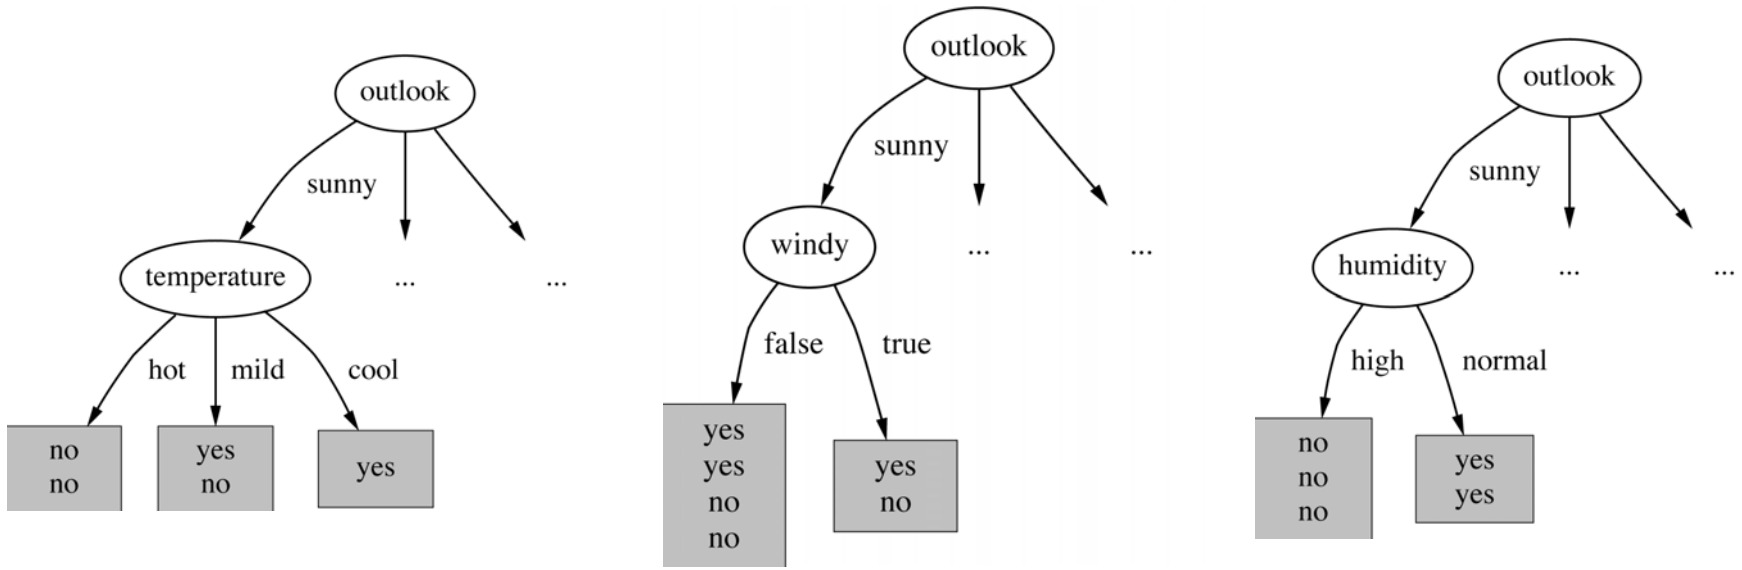 outlook
sunny
temperature
...
...
hot
mild
cool
no
no
yes
no
yes
outlook
sunny
windy
...
...
false
true
yes
yes
no
no
yes
no
outlook
sunny
humidity
...
...
high
normal
no
no
no
yes
yes